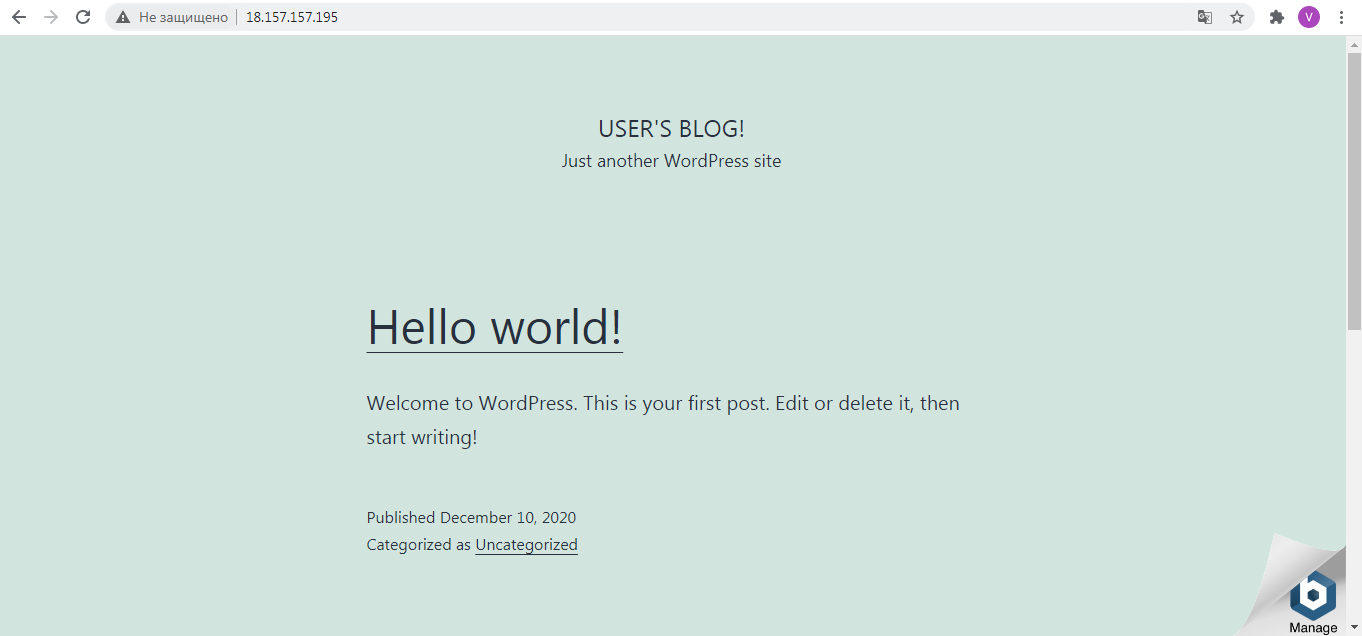 Не защищено 18.157.157.195
V
USER'S BLOG!
Just another WordPress site
Hello world!
Welcome to WordPress. This is your first post. Edit or delete it, then
start writing!
Published December 10, 2020
Categorized as Uncategorized
b
Manage